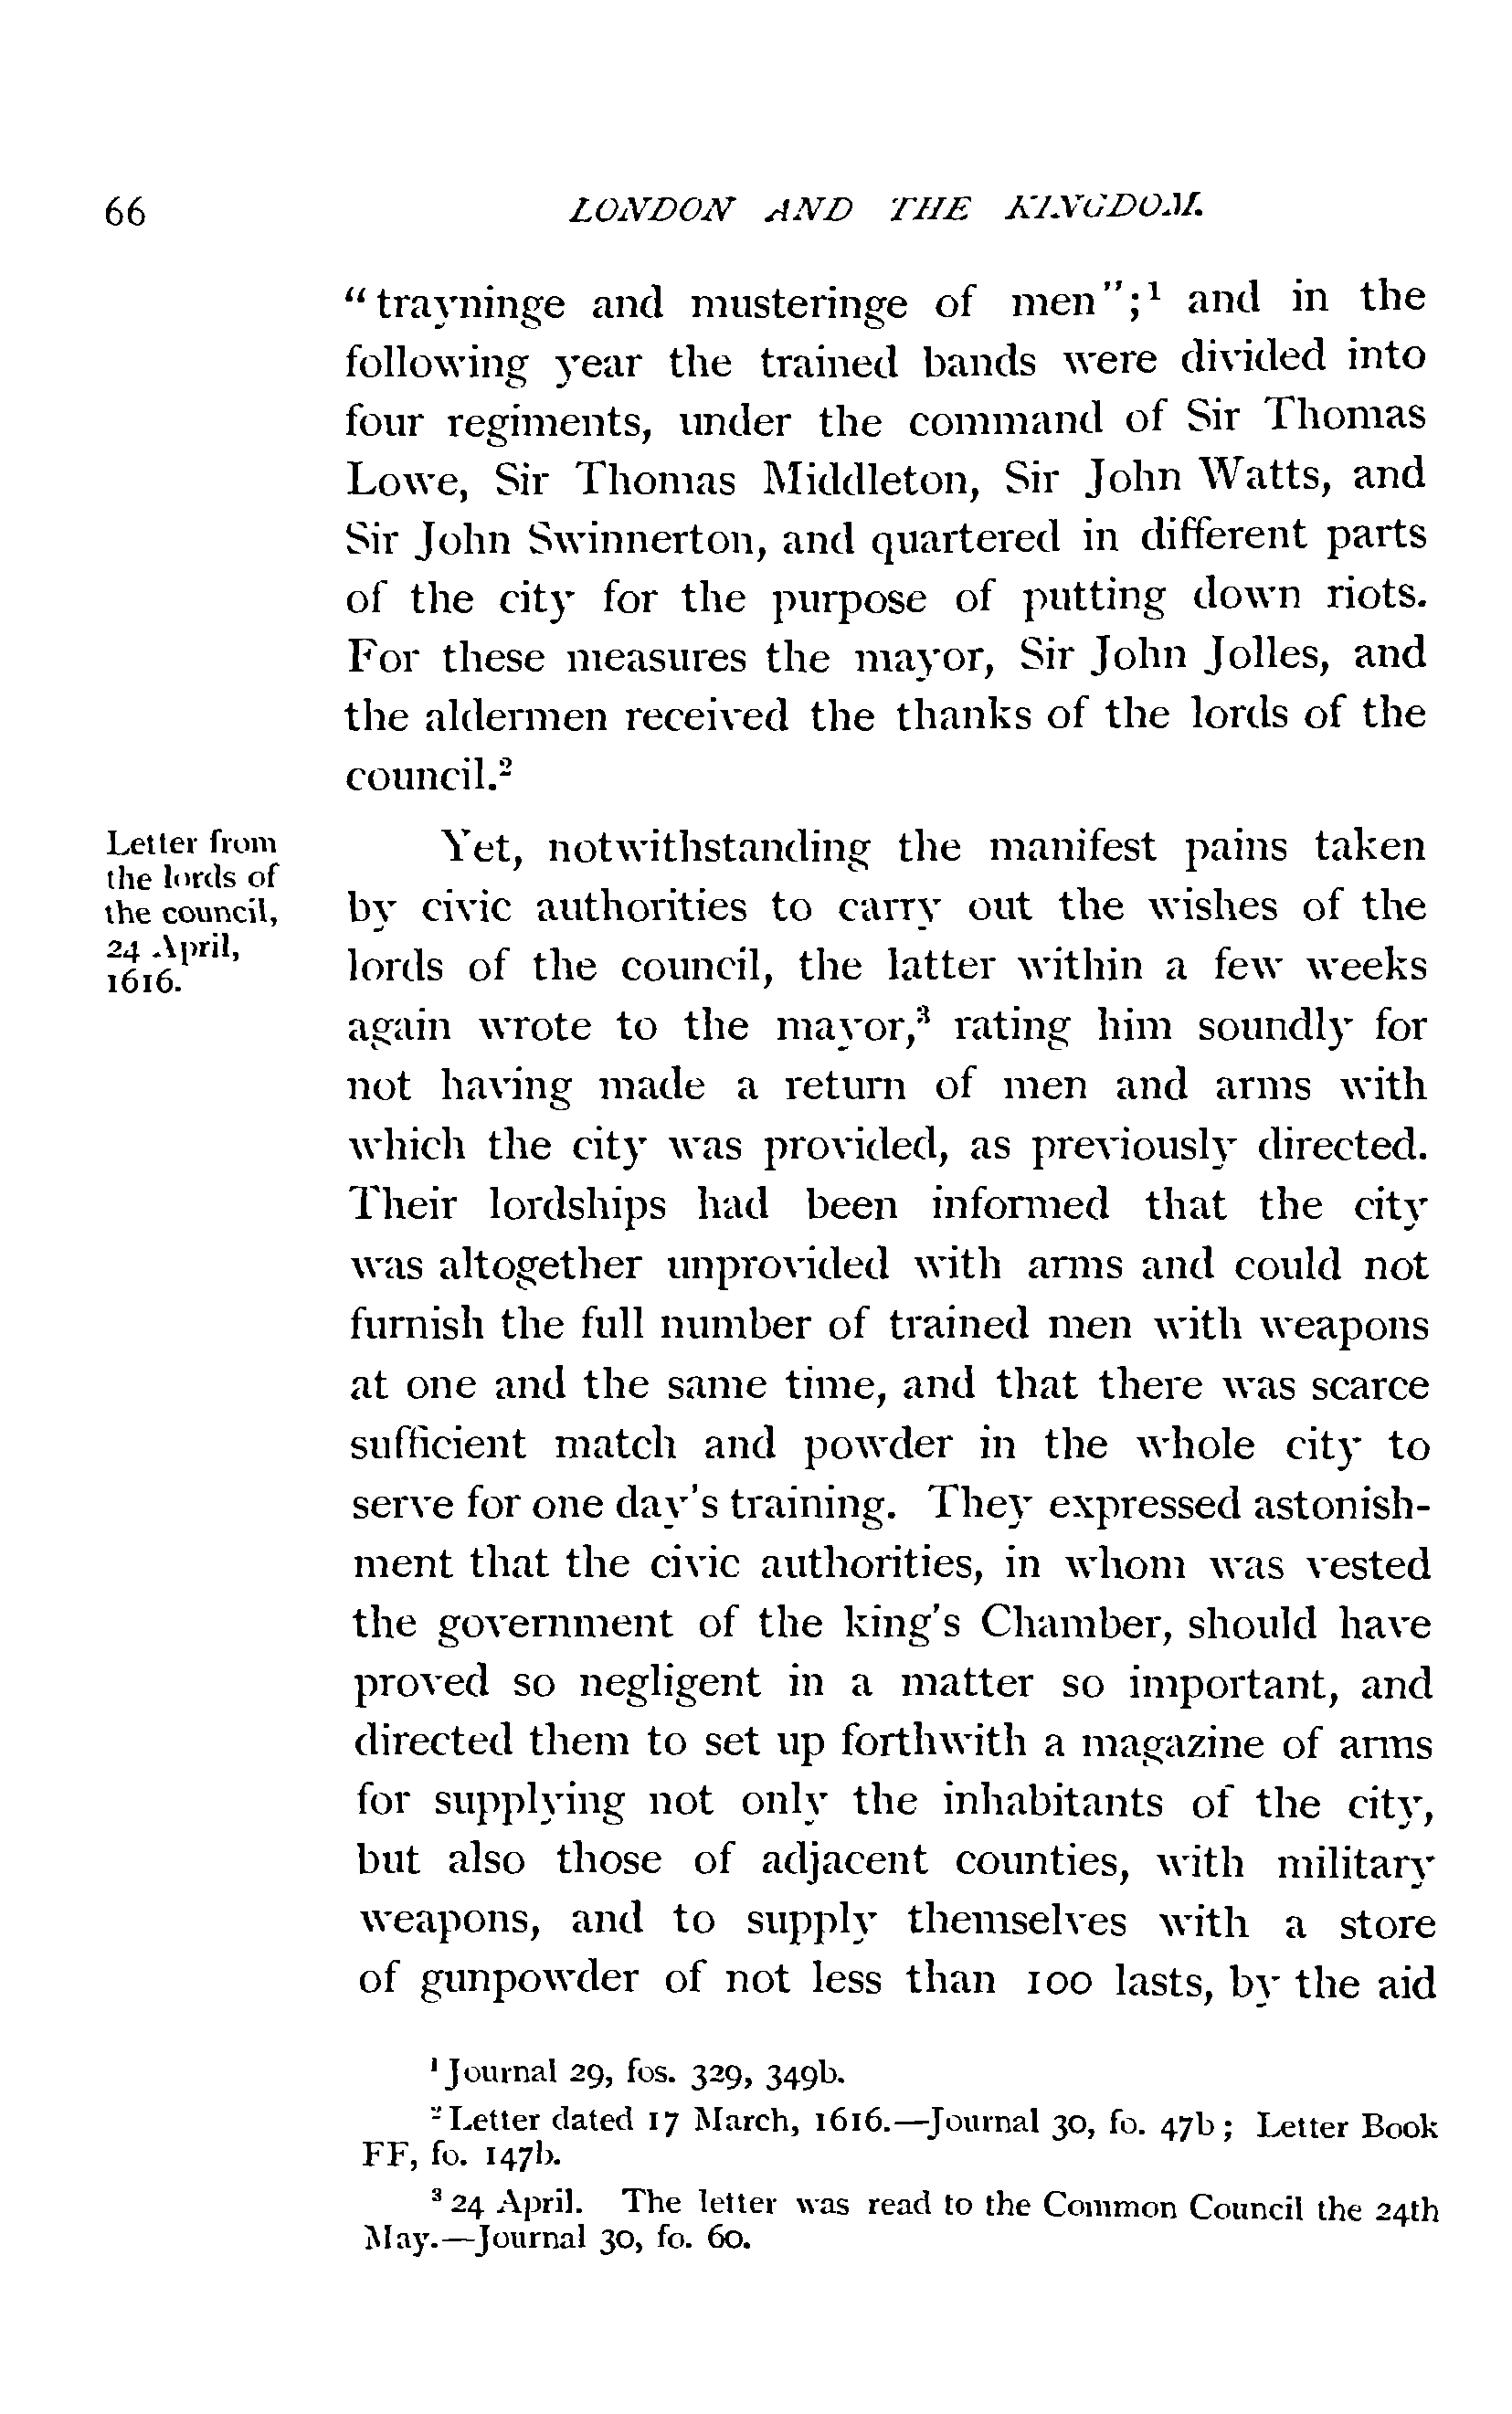 66
LONDON AND THE KINGDOM.
“trayninge and musteringe of men”;¹ and in the
following year the trained bands were divided into
four regiments, under the command of Sir Thomas
Lowe, Sir Thomas Middleton, Sir John Watts, and
Sir John Swinnerton, and quartered in different parts
of the city for the purpose of putting down riots.
For these measures the mayor, Sir John Jolles, and
the aldermen received the thanks of the lords of the
council.²
Letter from
the lords of
the council,
24 April,
1616.
Yet, notwithstanding the manifest pains taken
by civic authorities to carry out the wishes of the
lords of the council, the latter within a few weeks
again wrote to the mayor,³ rating him soundly for
not having made a return of men and arms with
which the city was provided, as previously directed.
Their lordships had been informed that the city
was altogether unprovided with arms and could not
furnish the full number of trained men with weapons
at one and the same time, and that there was scarce
sufficient match and powder in the whole city to
serve for one day's training. They expressed astonish-
ment that the civic authorities, in whom was vested
the government of the king's Chamber, should have
proved so negligent in a matter so important, and
directed them to set up forthwith a magazine of arms
for supplying not only the inhabitants of the city,
but also those of adjacent counties, with military
weapons, and to supply themselves with a store
of gunpowder of not less than 100 lasts, by the aid
¹ Journal 29, fos. 329, 349b.
² Letter dated 17 March, 1616.—Journal 30, fo. 47b; Letter Book
FF, fo. 147b.
³ 24 April. The letter was read to the Common Council the 24th
May.—Journal 30, fo. 60.